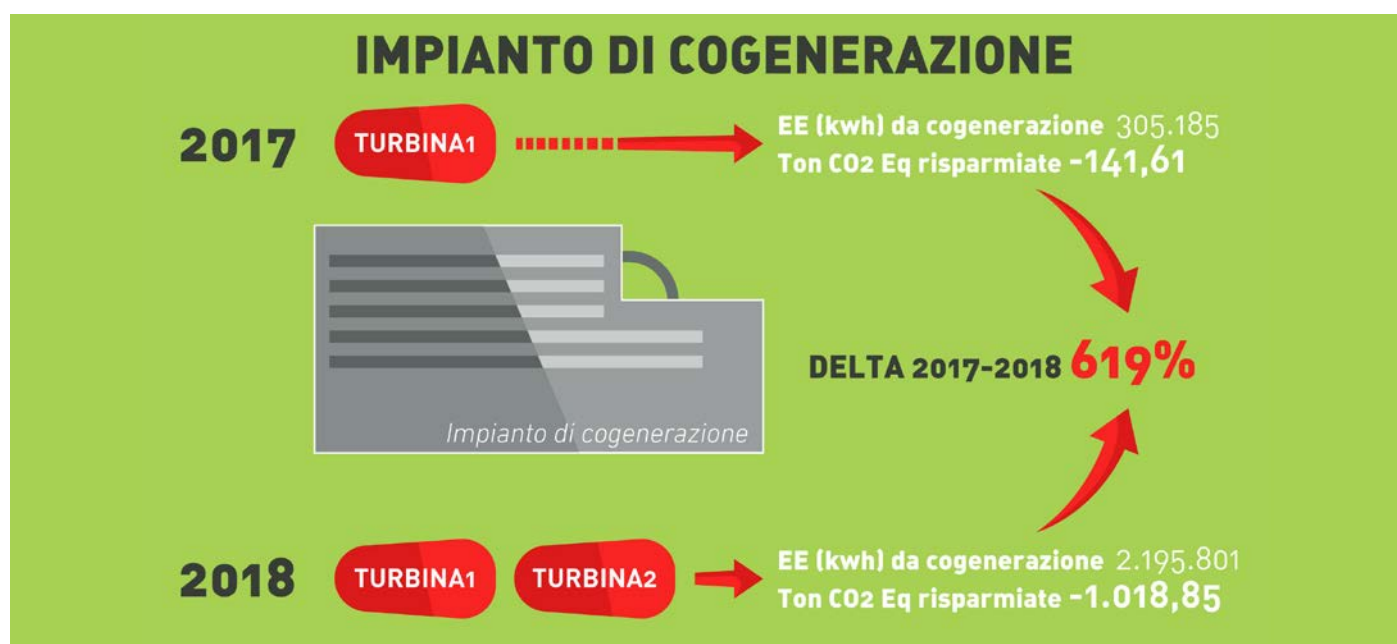 IMPIANTO DI COGENERAZIONE
2017
TURBINA1
EE (kwh) da cogenerazione 305.185
Ton CO2 Eq risparmiate -141,61
Impianto di cogenerazione
DELTA 2017-2018 619%
2018
TURBINA1
TURBINA2
EE (kwh) da cogenerazione 2.195.801
Ton CO2 Eq risparmiate -1.018,85